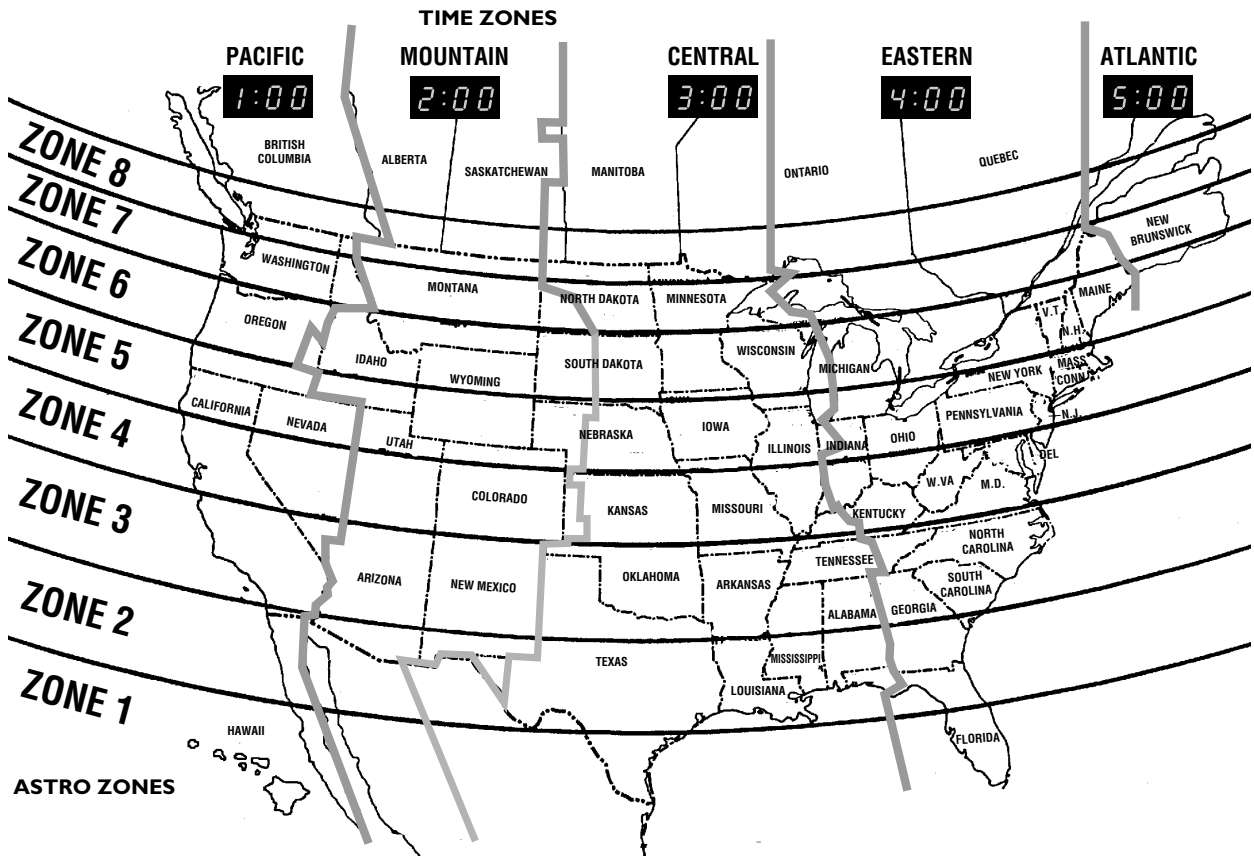 TIME ZONES
PACIFIC
MOUNTAIN
CENTRAL
EASTERN
ATLANTIC
1:00
2:00
3:00
4:00
5:00
ZONE 8
ZONE 7
ZONE 6
ZONE 5
ZONE 4
ZONE 3
ZONE 2
ZONE 1
BRITISH
COLUMBIA
ALBERTA
SASKATCHEWAN
MANITOBA
ONTARIO
QUEBEC
NEW
BRUNSWICK
WASHINGTON
MONTANA
NORTH DAKOTA
MINNESOTA
MAINE
V.T.
N.H.
OREGON
IDAHO
WYOMING
SOUTH DAKOTA
WISCONSIN
MICHIGAN
NEW YORK
MASS
CONN.
CALIFORNIA
NEVADA
UTAH
NEBRASKA
IOWA
ILLINOIS
INDIANA
OHIO
PENNSYLVANIA
N.J.
DEL
COLORADO
KANSAS
MISSOURI
KENTUCKY
W.VA
M.D.
ARIZONA
NEW MEXICO
OKLAHOMA
ARKANSAS
TENNESSEE
NORTH
CAROLINA
SOUTH
CAROLINA
ALABAMA
GEORGIA
TEXAS
MISSISSIPPI
LOUISIANA
FLORIDA
HAWAII
ASTRO ZONES